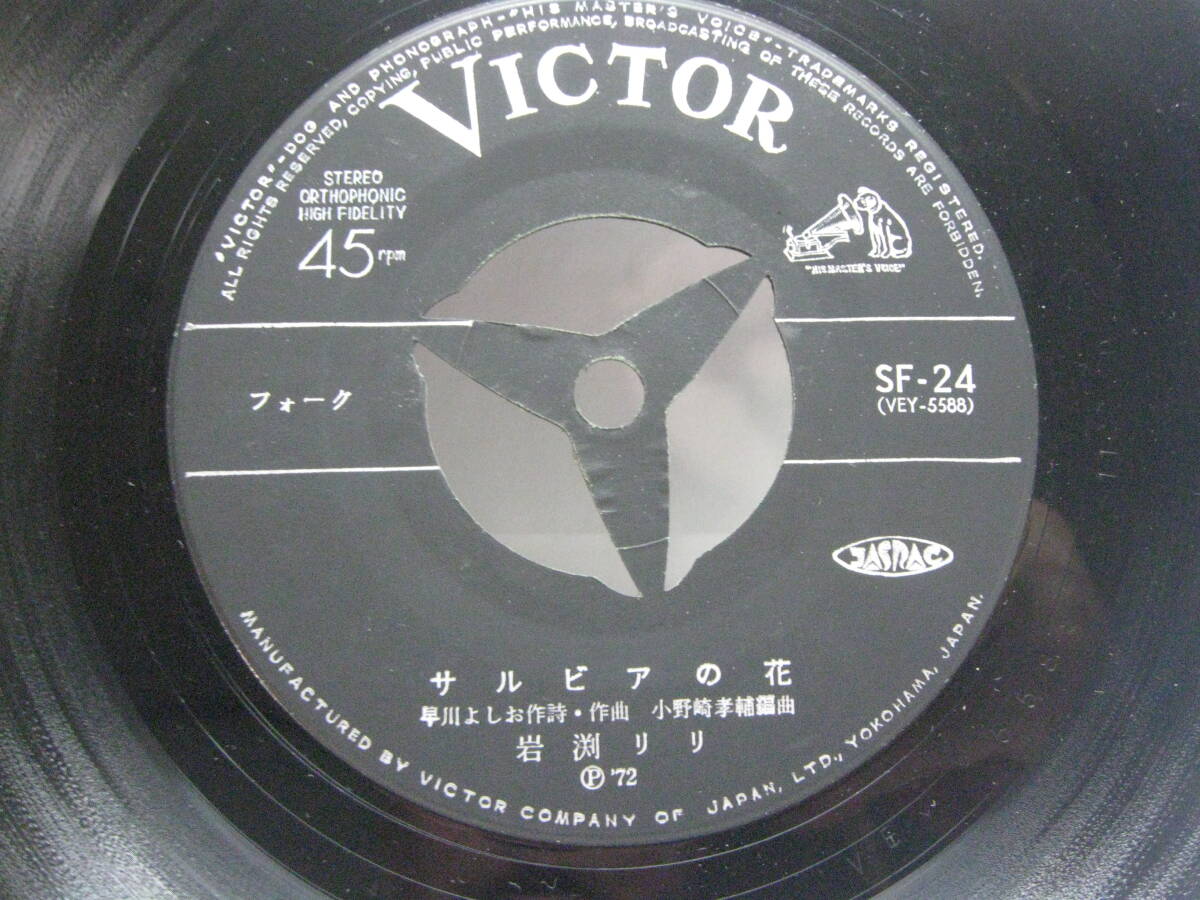 "VICTOR"-DOG AND PHONOGRAPH-"HIS MASTER'S VOICE"-TRADEMARKS REGISTERED.
ALL RIGHTS RESERVED, COPYING, PUBLIC PERFORMANCE, BROADCASTING OF THESE RECORDS ARE FORBIDDEN.
VICTOR
STEREO
ORTHOPHONIC
HIGH FIDELITY
45 rpm
"HIS MASTER'S VOICE"
フォーク
SF-24
(VEY-5588)
JASRAC
サルビアの花
早川よしお作詩・作曲 小野崎孝輔編曲
岩渕リリ
Ⓟ '72
MANUFACTURED BY VICTOR COMPANY OF JAPAN, LTD., YOKOHAMA, JAPAN.